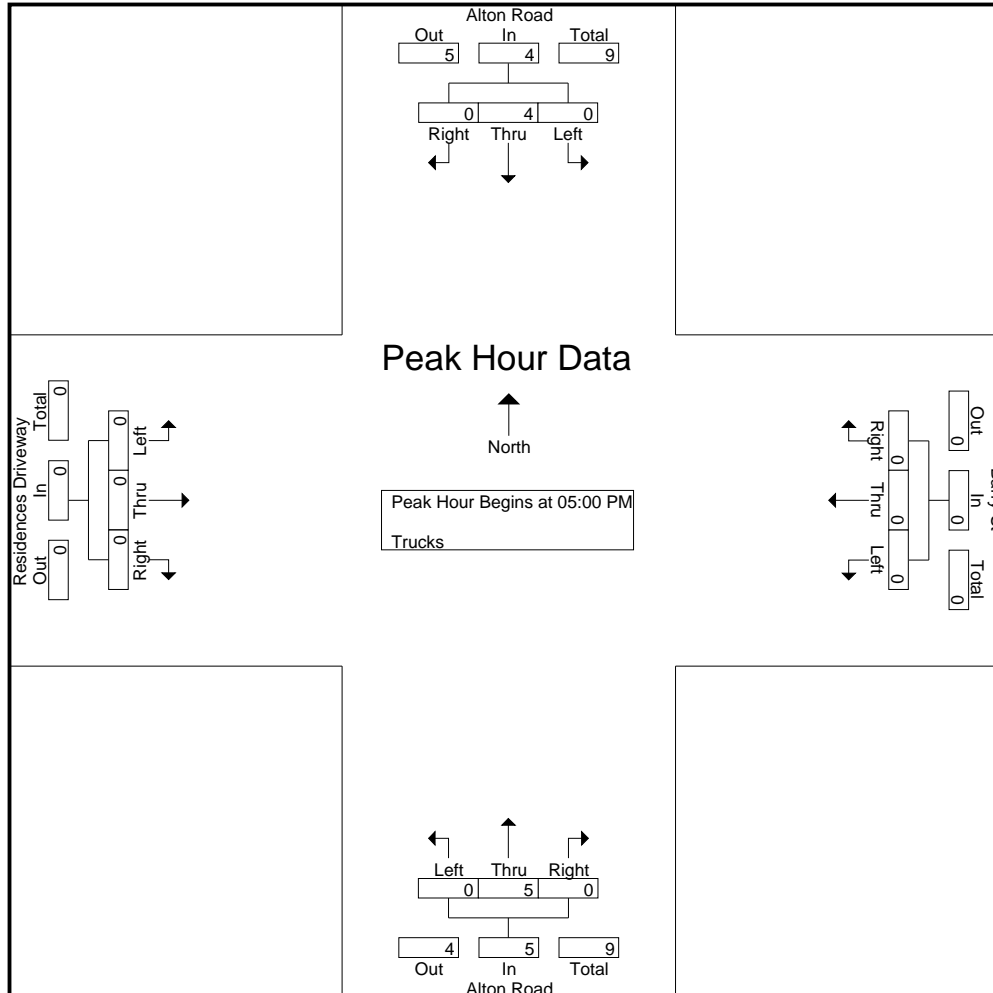 Alton Road
Out In Total
5 4 9
0 4 0
Right Thru Left
Peak Hour Data
North
Peak Hour Begins at 05:00 PM
Trucks
Residences Driveway
Out In Total
0 0 0
0 0 0
Left Thru Right
Out In Total
0 0 0
0 0 0
Right Thru Left
Left Thru Right
0 5 0
4 5 9
Out In Total
Alton Road